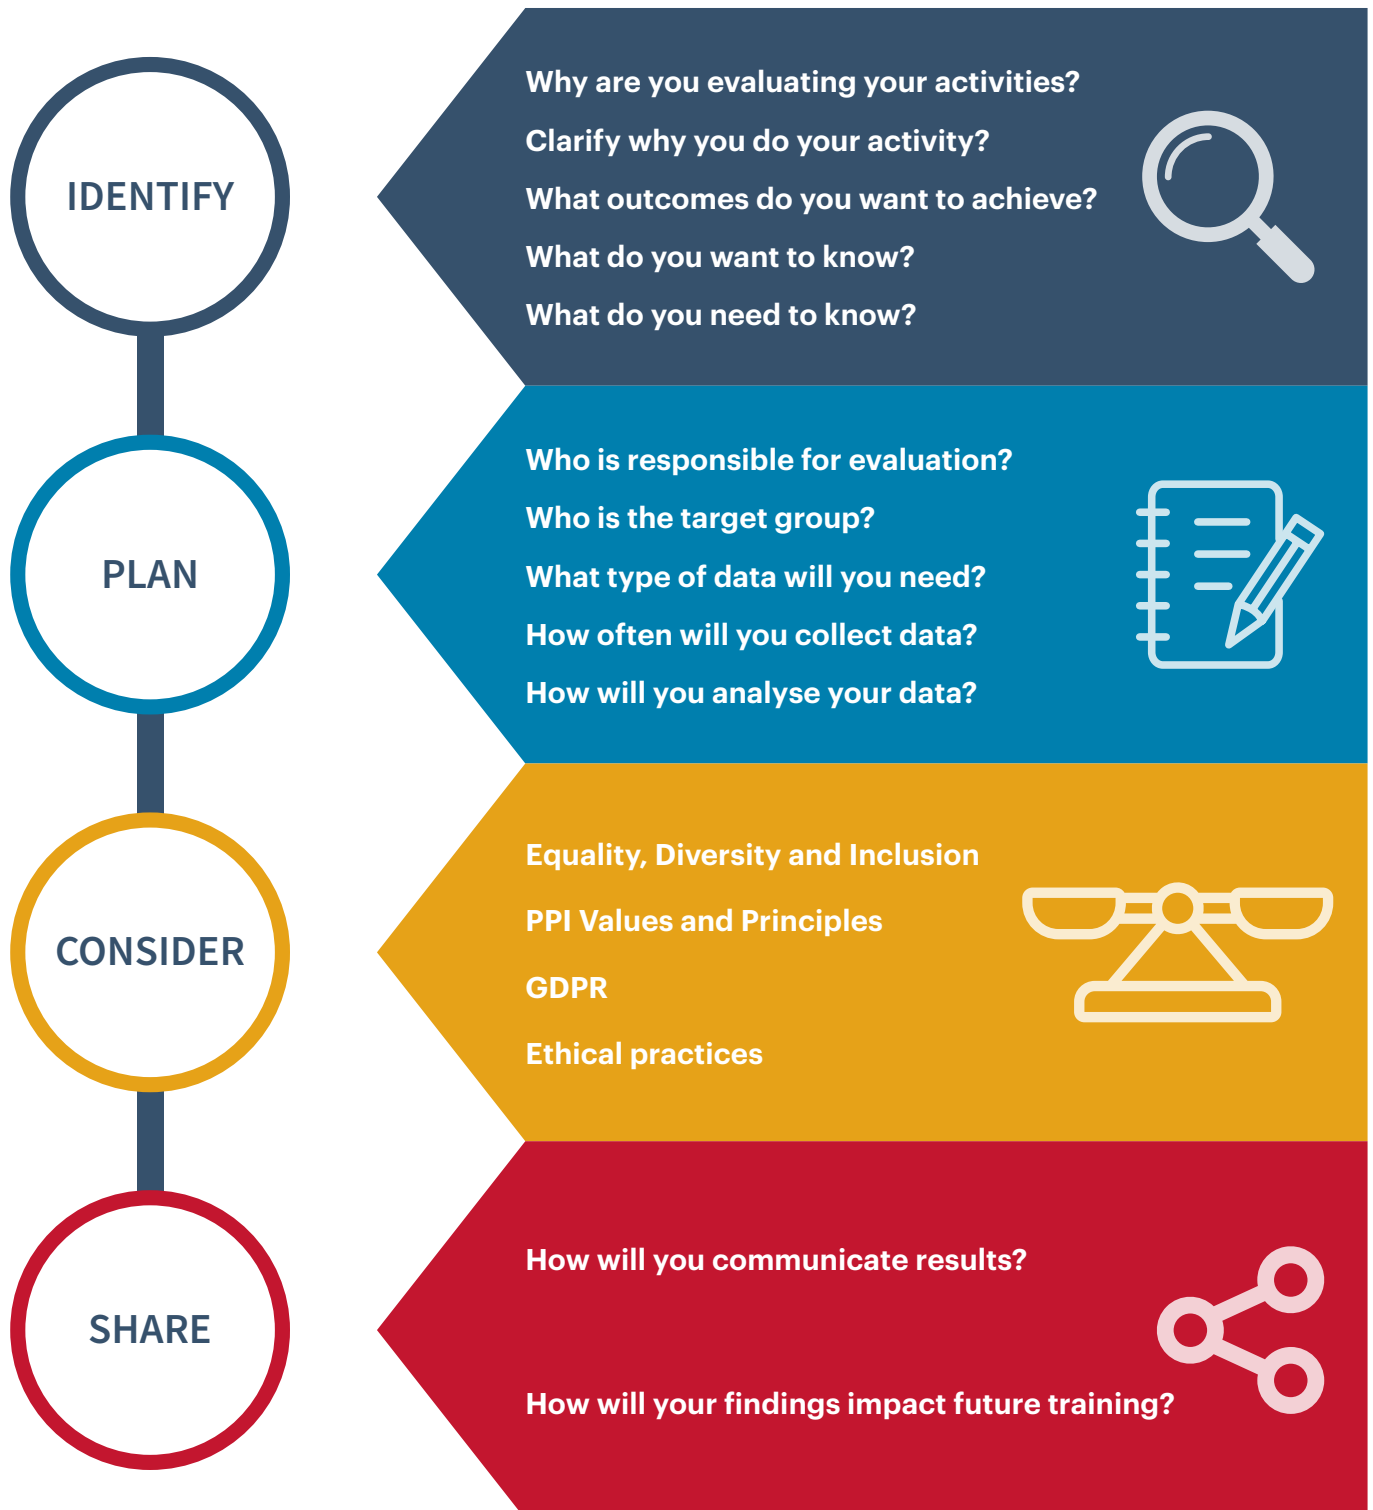 IDENTIFY
Why are you evaluating your activities?
Clarify why you do your activity?
What outcomes do you want to achieve?
What do you want to know?
What do you need to know?
PLAN
Who is responsible for evaluation?
Who is the target group?
What type of data will you need?
How often will you collect data?
How will you analyse your data?
CONSIDER
Equality, Diversity and Inclusion
PPI Values and Principles
GDPR
Ethical practices
SHARE
How will you communicate results?
How will your findings impact future training?